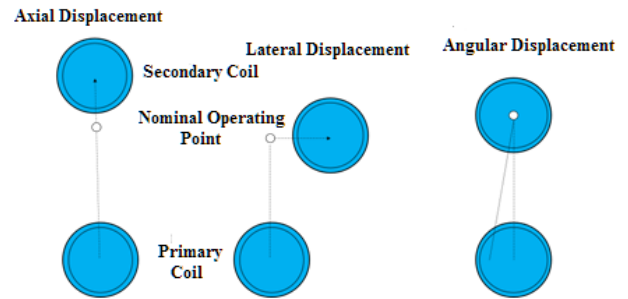 Axial Displacement
Lateral Displacement
Angular Displacement
Secondary Coil
Nominal Operating
Point
Primary
Coil